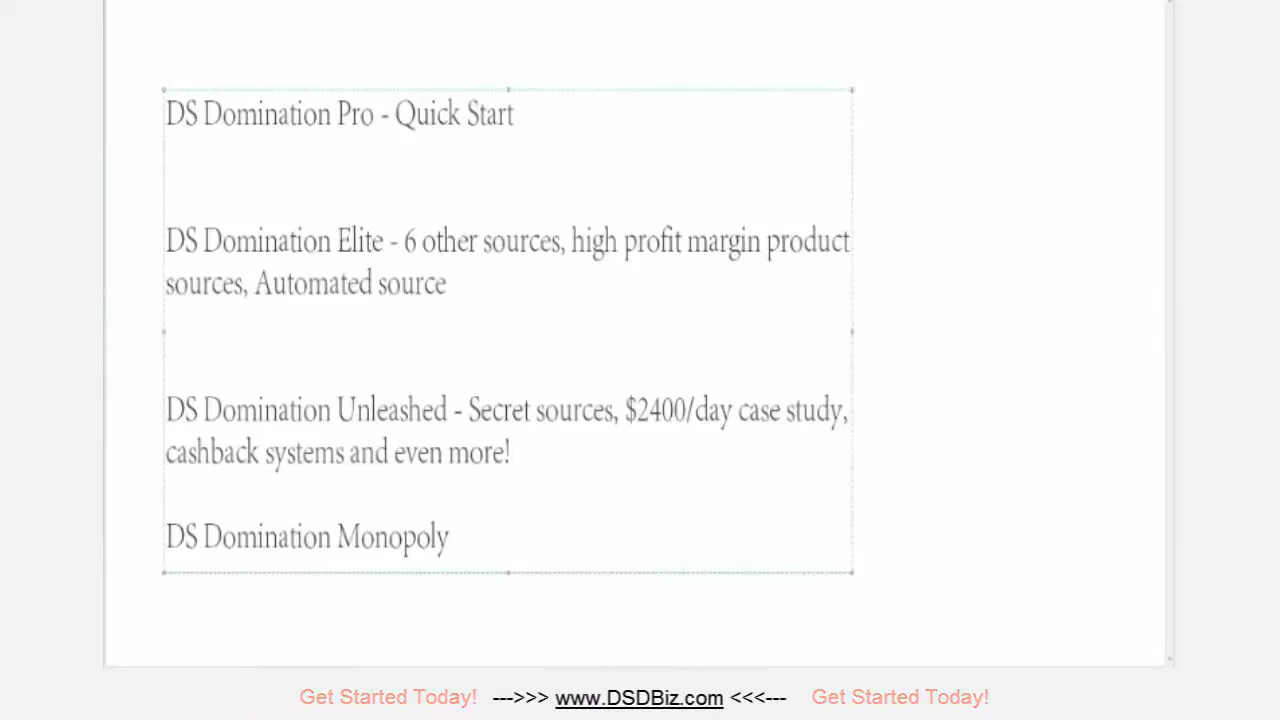 DS Domination Pro - Quick Start
DS Domination Elite - 6 other sources, high profit margin product
sources, Automated source
DS Domination Unleashed - Secret sources, $2400/day case study,
cashback systems and even more!
DS Domination Monopoly
Get Started Today! --->>> www.DSDBiz.com <<<--- Get Started Today!